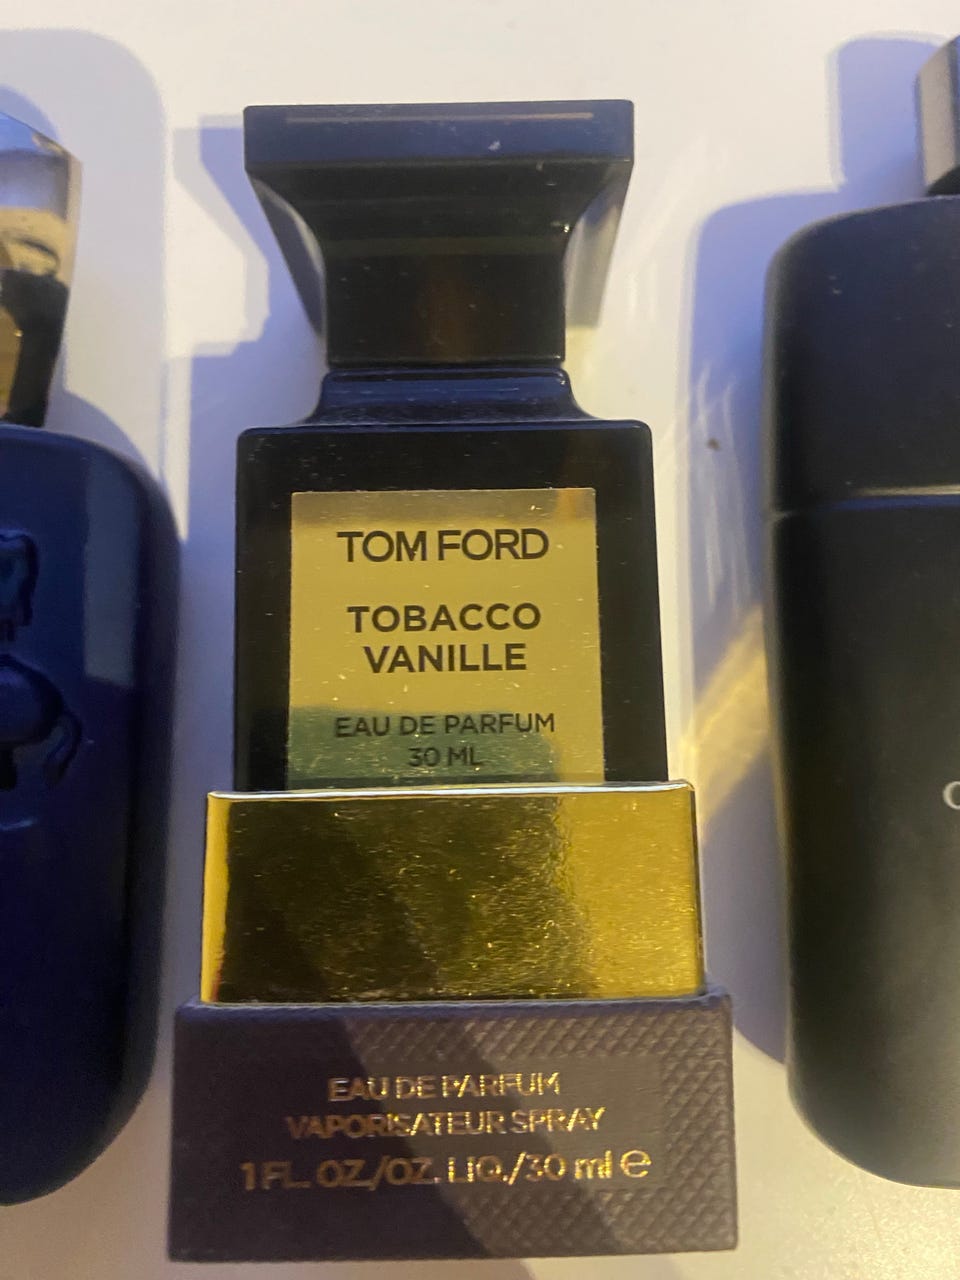 TOM FORD
TOBACCO
VANILLE
EAU DE PARFUM
30 ML
EAU DE PARFUM
VAPORISATEUR SPRAY
1 FL. OZ./OZ. LIQ./30 ml ℮